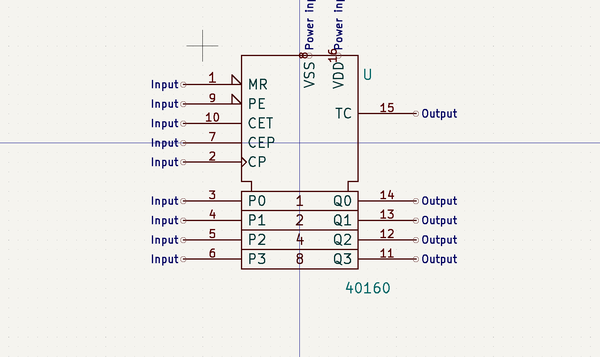 Power in
Power in
8
16
VSS
VDD
U
Input 1 MR
Input 9 PE
Input 10 CET
Input 7 CEP
Input 2 CP
TC 15 Output
Input 3 P0 1 Q0 14 Output
Input 4 P1 2 Q1 13 Output
Input 5 P2 4 Q2 12 Output
Input 6 P3 8 Q3 11 Output
40160